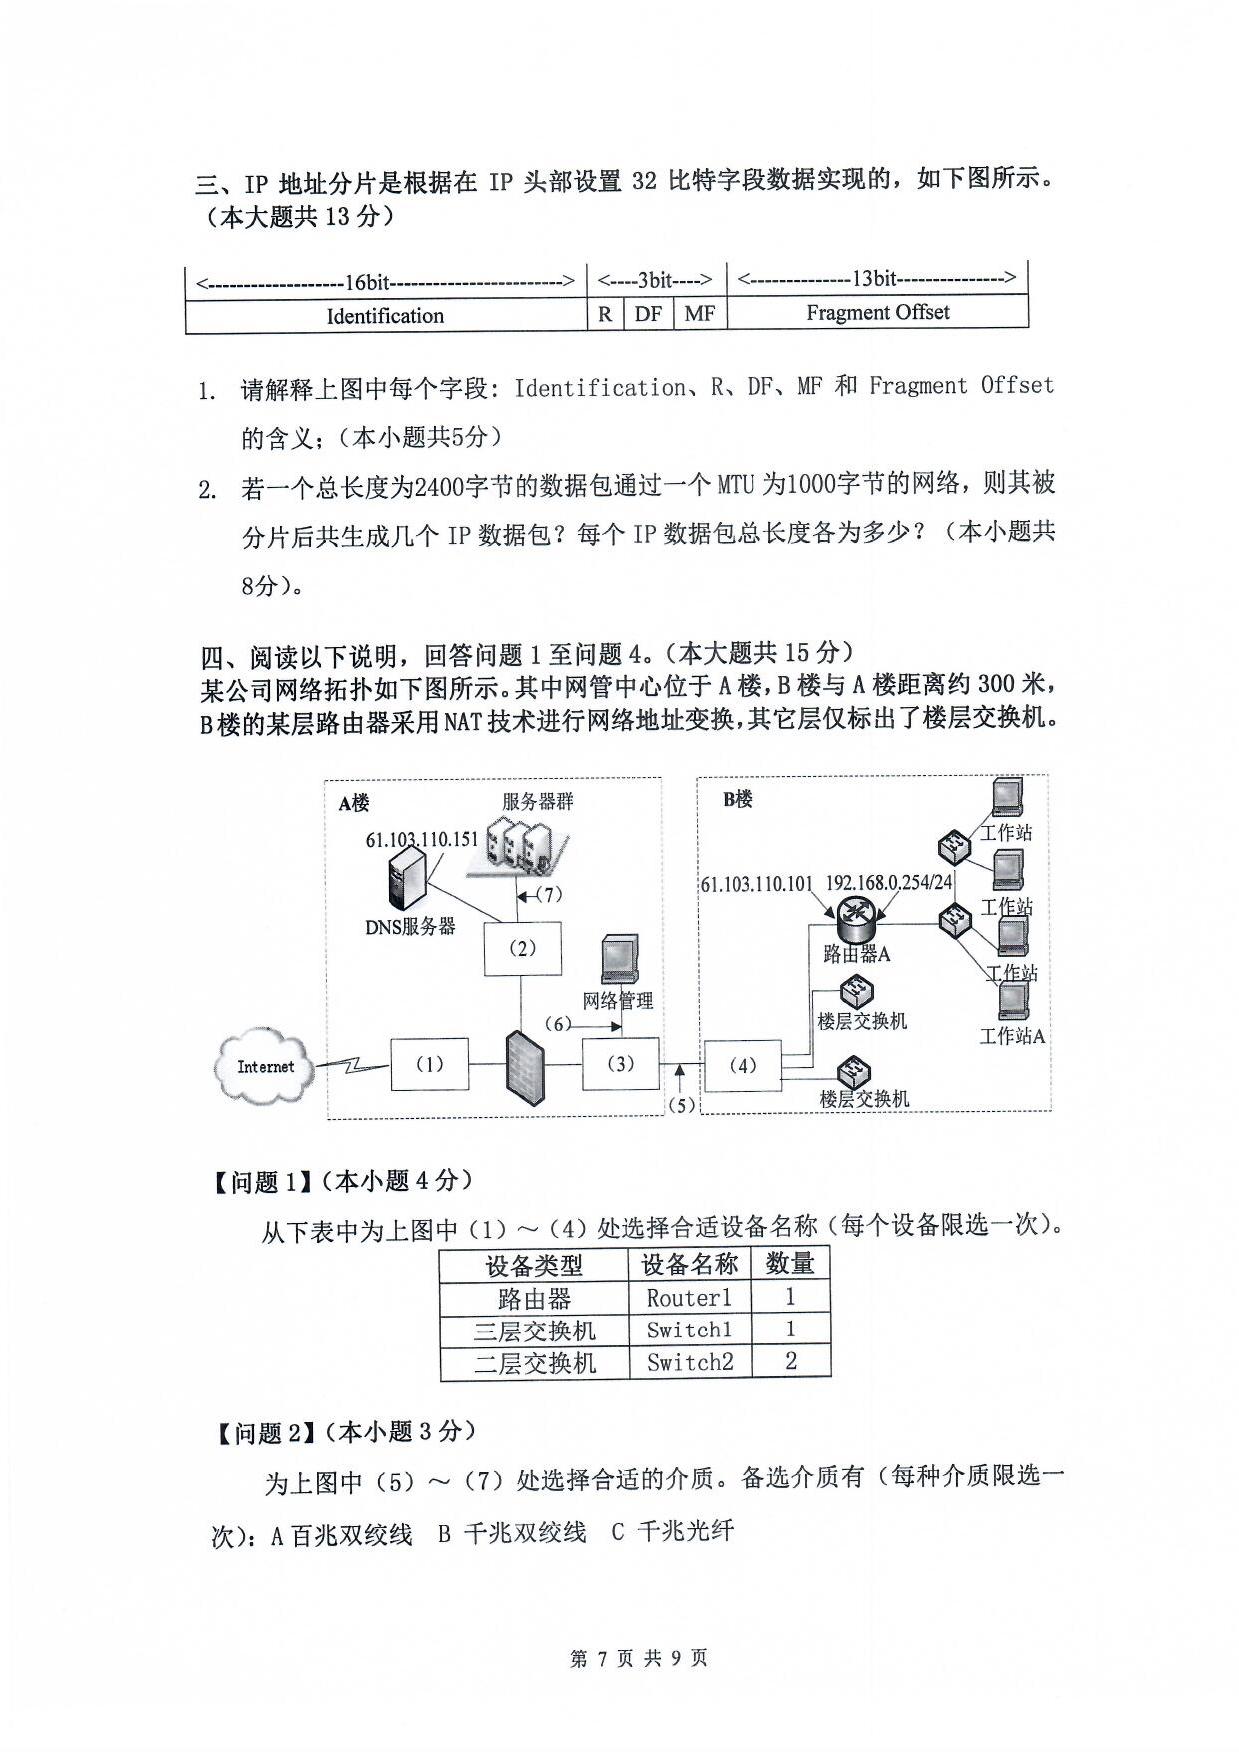 三、IP 地址分片是根据在 IP 头部设置 32 比特字段数据实现的，如下图所示。
（本大题共 13 分）
<-------------------16bit------------------------> <----3bit----> <--------------13bit--------------->
Identification R DF MF Fragment Offset
1. 请解释上图中每个字段：Identification、R、DF、MF 和 Fragment Offset
的含义；（本小题共5分）
2. 若一个总长度为2400字节的数据包通过一个 MTU 为1000字节的网络，则其被
分片后共生成几个 IP 数据包？每个 IP 数据包总长度各为多少？（本小题共
8分）。
四、阅读以下说明，回答问题 1 至问题 4。（本大题共 15 分）
某公司网络拓扑如下图所示。其中网管中心位于 A 楼，B 楼与 A 楼距离约 300 米，
B 楼的某层路由器采用 NAT 技术进行网络地址变换，其它层仅标出了楼层交换机。
A楼 服务器群
61.103.110.151
(7)
DNS服务器
(2)
网络管理
(6)
Internet
(1)
(3)
(5)
B楼
工作站
61.103.110.101 192.168.0.254/24
工作站
路由器A
工作站
楼层交换机
工作站A
(4)
楼层交换机
【问题 1】（本小题 4 分）
从下表中为上图中（1）～（4）处选择合适设备名称（每个设备限选一次）。
设备类型 设备名称 数量
路由器 Router1 1
三层交换机 Switch1 1
二层交换机 Switch2 2
【问题 2】（本小题 3 分）
为上图中（5）～（7）处选择合适的介质。备选介质有（每种介质限选一
次）：A 百兆双绞线 B 千兆双绞线 C 千兆光纤
第 7 页 共 9 页